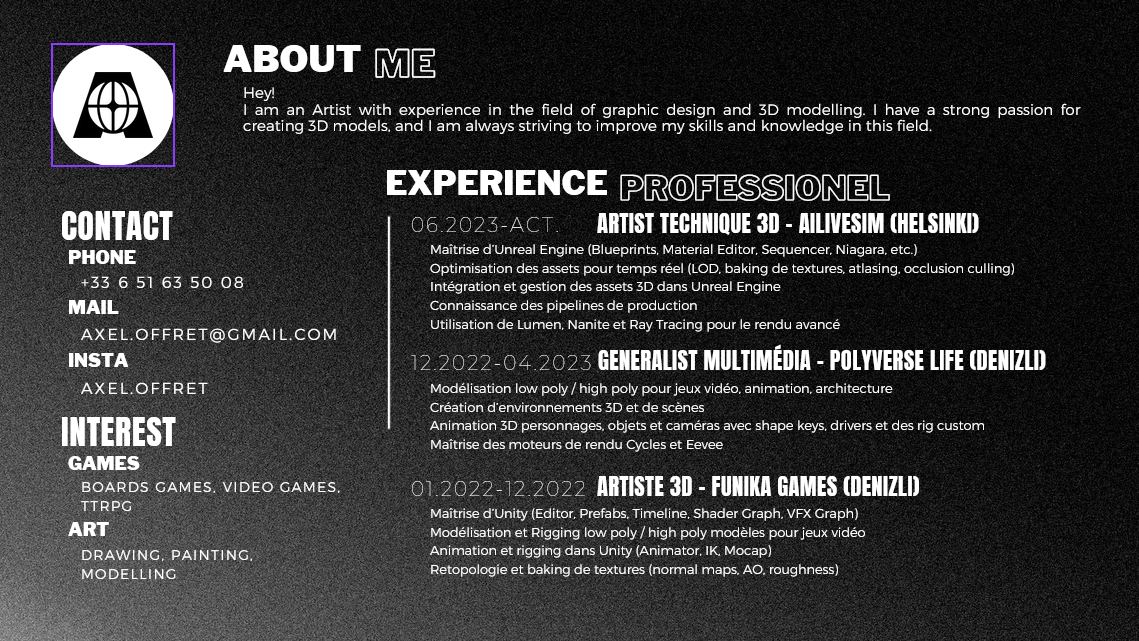 ABOUT ME
Hey!
I am an Artist with experience in the field of graphic design and 3D modelling. I have a strong passion for
creating 3D models, and I am always striving to improve my skills and knowledge in this field.
CONTACT
PHONE
+33 6 51 63 50 08
MAIL
AXEL.OFFRET@GMAIL.COM
INSTA
AXEL.OFFRET
INTEREST
GAMES
BOARDS GAMES, VIDEO GAMES,
TTRPG
ART
DRAWING, PAINTING,
MODELLING
EXPERIENCE PROFESSIONEL
06.2023-ACT. ARTIST TECHNIQUE 3D - AILIVESIM (HELSINKI)
Maîtrise d'Unreal Engine (Blueprints, Material Editor, Sequencer, Niagara, etc.)
Optimisation des assets pour temps réel (LOD, baking de textures, atlasing, occlusion culling)
Intégration et gestion des assets 3D dans Unreal Engine
Connaissance des pipelines de production
Utilisation de Lumen, Nanite et Ray Tracing pour le rendu avancé
12.2022-04.2023 GENERALIST MULTIMÉDIA - POLYVERSE LIFE (DENIZLI)
Modélisation low poly / high poly pour jeux vidéo, animation, architecture
Création d'environnements 3D et de scènes
Animation 3D personnages, objets et caméras avec shape keys, drivers et des rig custom
Maîtrise des moteurs de rendu Cycles et Eevee
01.2022-12.2022 ARTISTE 3D - FUNIKA GAMES (DENIZLI)
Maîtrise d'Unity (Editor, Prefabs, Timeline, Shader Graph, VFX Graph)
Modélisation et Rigging low poly / high poly modèles pour jeux vidéo
Animation et rigging dans Unity (Animator, IK, Mocap)
Retopologie et baking de textures (normal maps, AO, roughness)